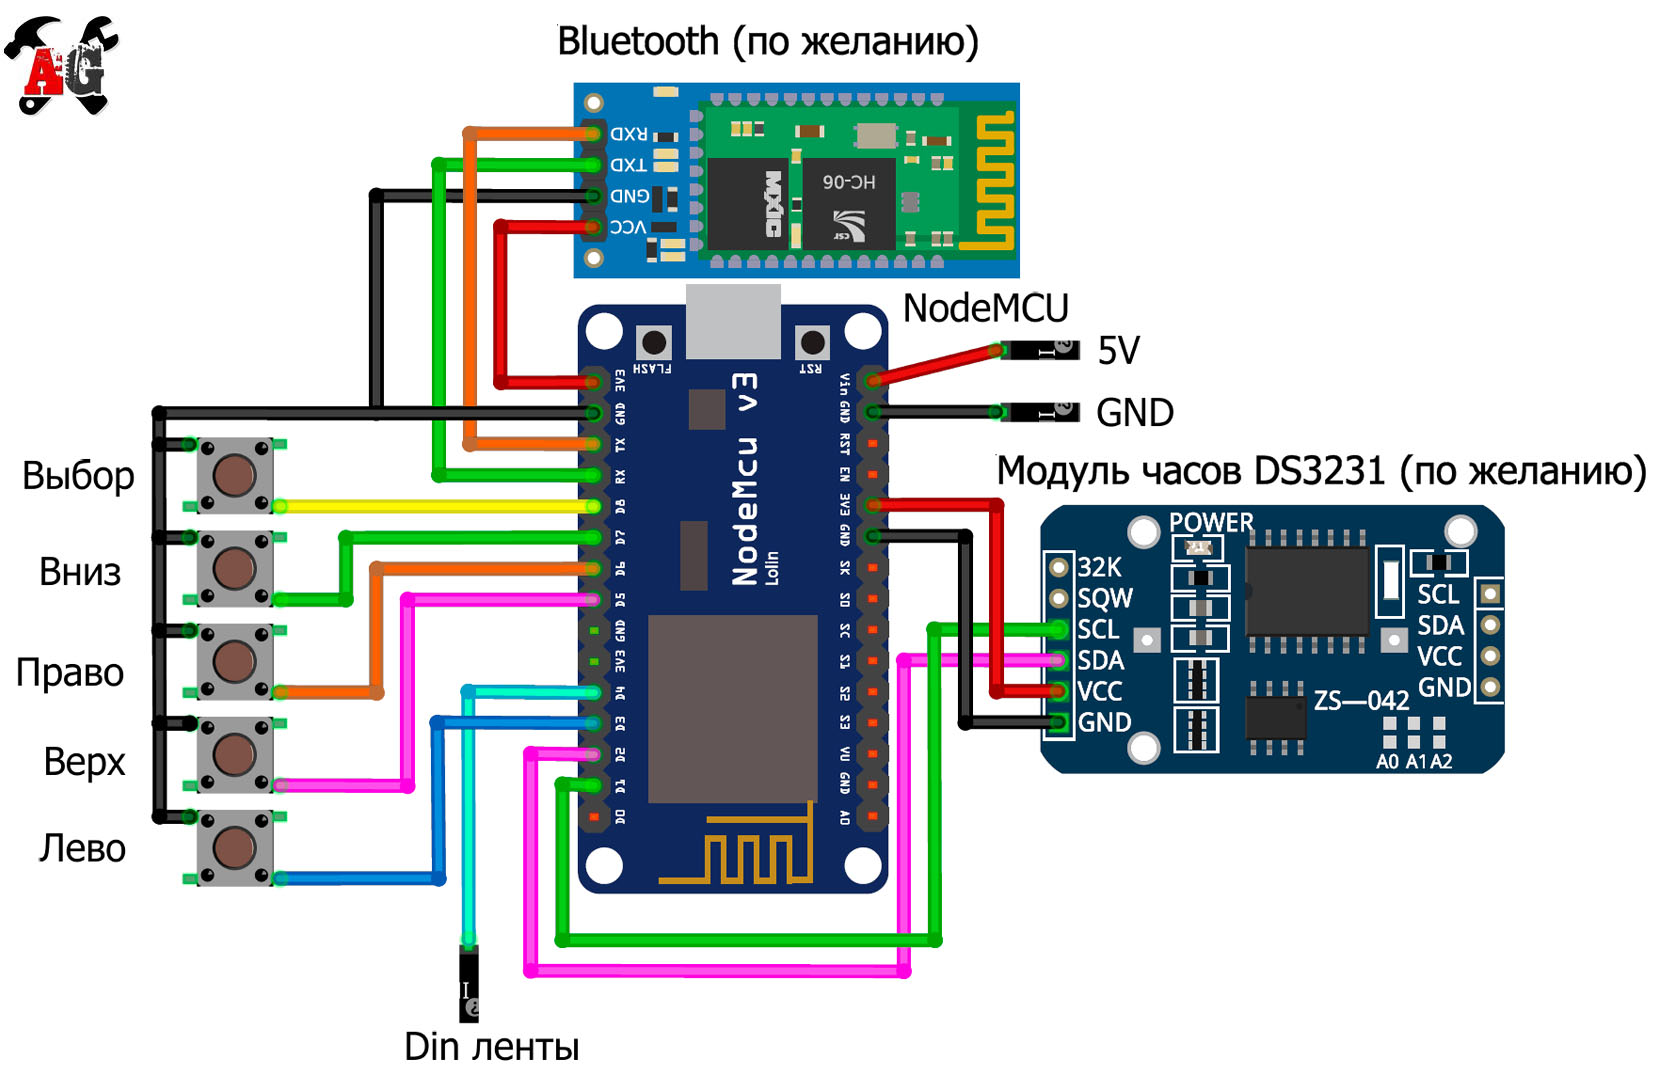 AG
Bluetooth (по желанию)
RXD
TXD
GND
VCC
MXIC
HC-06
csr
NodeMCU
5V
GND
FLASH
RST
NodeMcu v3
Lolin
3V3
GND
TX
RX
D8
D7
D6
D5
GND
3V3
D4
D3
D2
D1
D0
Vin
GND
RST
EN
3V3
GND
SK
SO
SC
S1
S2
S3
VU
GND
A0
Выбор
Вниз
Право
Верх
Лево
Din ленты
Модуль часов DS3231 (по желанию)
POWER
32K
SQW
SCL
SDA
VCC
GND
SCL
SDA
VCC
GND
ZS—042
A0 A1 A2